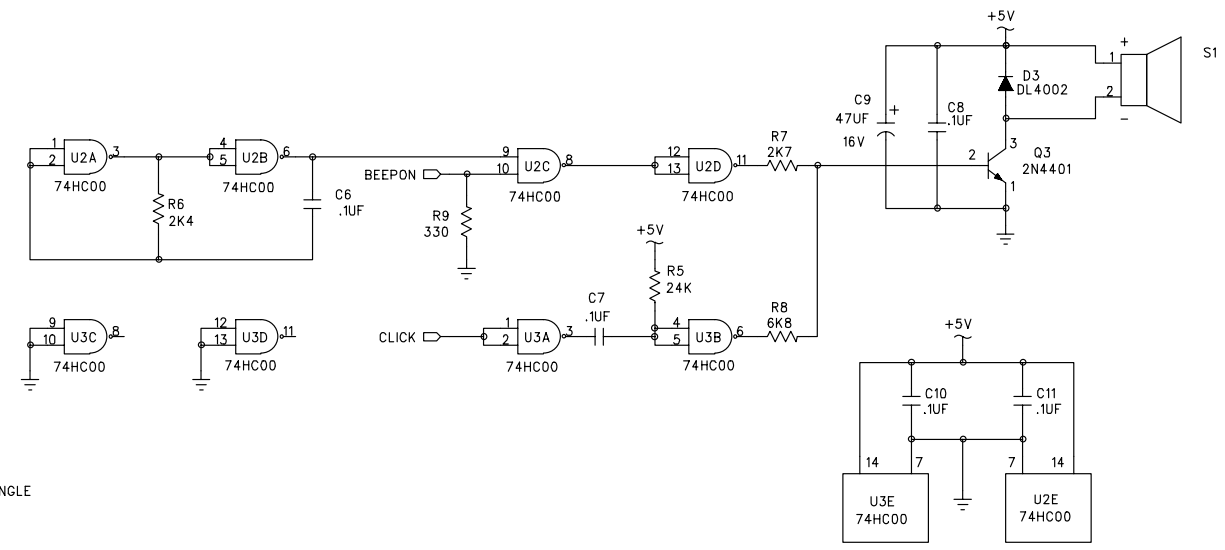 +5V
+
1
2
–
S1
D3
DL4002
C9
47UF
16V
+
C8
.1UF
3
2
1
Q3
2N4401
1
2
U2A
3
74HC00
4
5
U2B
6
74HC00
R6
2K4
C6
.1UF
BEEPON
R9
330
9
10
U2C
8
74HC00
12
13
U2D
11
74HC00
R7
2K7
+5V
R5
24K
CLICK
1
2
U3A
3
74HC00
C7
.1UF
4
5
U3B
6
74HC00
R8
6K8
9
10
U3C
8
74HC00
12
13
U3D
11
74HC00
+5V
C10
.1UF
C11
.1UF
14
7
U3E
74HC00
7
14
U2E
74HC00
NGLE